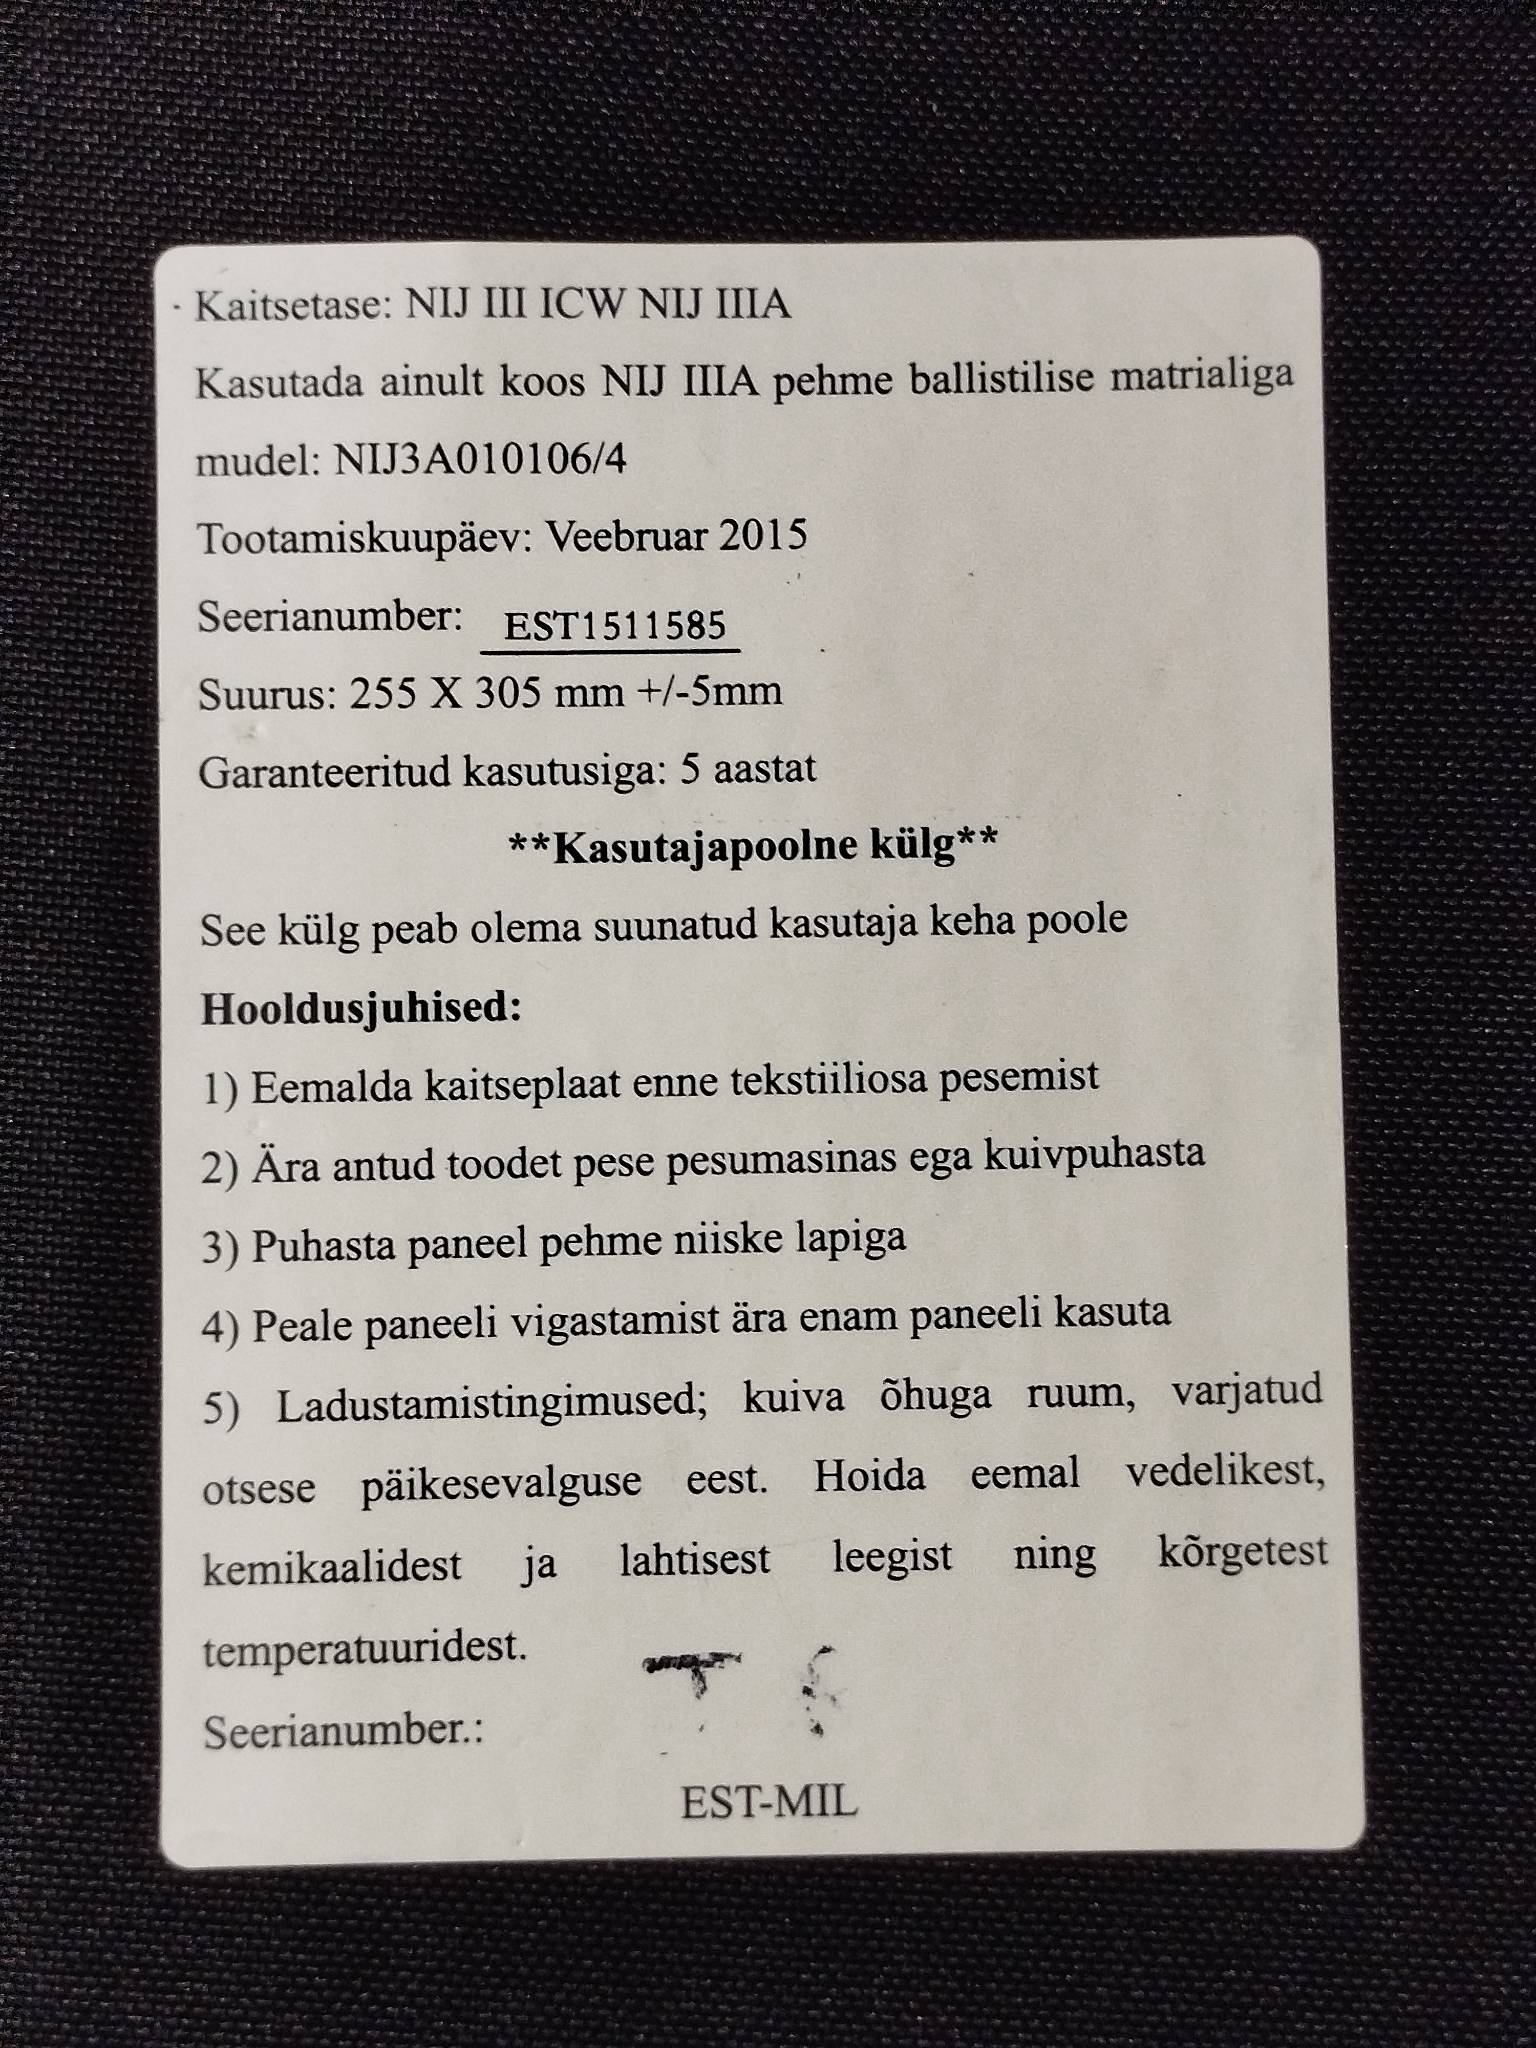 Kaitsetase: NIJ III ICW NIJ IIIA
Kasutada ainult koos NIJ IIIA pehme ballistilise matrialiga
mudel: NIJ3A010106/4
Tootamiskuupäev: Veebruar 2015
Seerianumber: EST1511585
Suurus: 255 X 305 mm +/-5mm
Garanteeritud kasutusiga: 5 aastat
**Kasutajapoolne külg**
See külg peab olema suunatud kasutaja keha poole
Hooldusjuhised:
1) Eemalda kaitseplaat enne tekstiiliosa pesemist
2) Ära antud toodet pese pesumasinas ega kuivpuhasta
3) Puhasta paneel pehme niiske lapiga
4) Peale paneeli vigastamist ära enam paneeli kasuta
5) Ladustamistingimused; kuiva õhuga ruum, varjatud
otsese päikesevalguse eest. Hoida eemal vedelikest,
kemikaalidest ja lahtisest leegist ning kõrgetest
temperatuuridest.
Seerianumber.:
EST-MIL